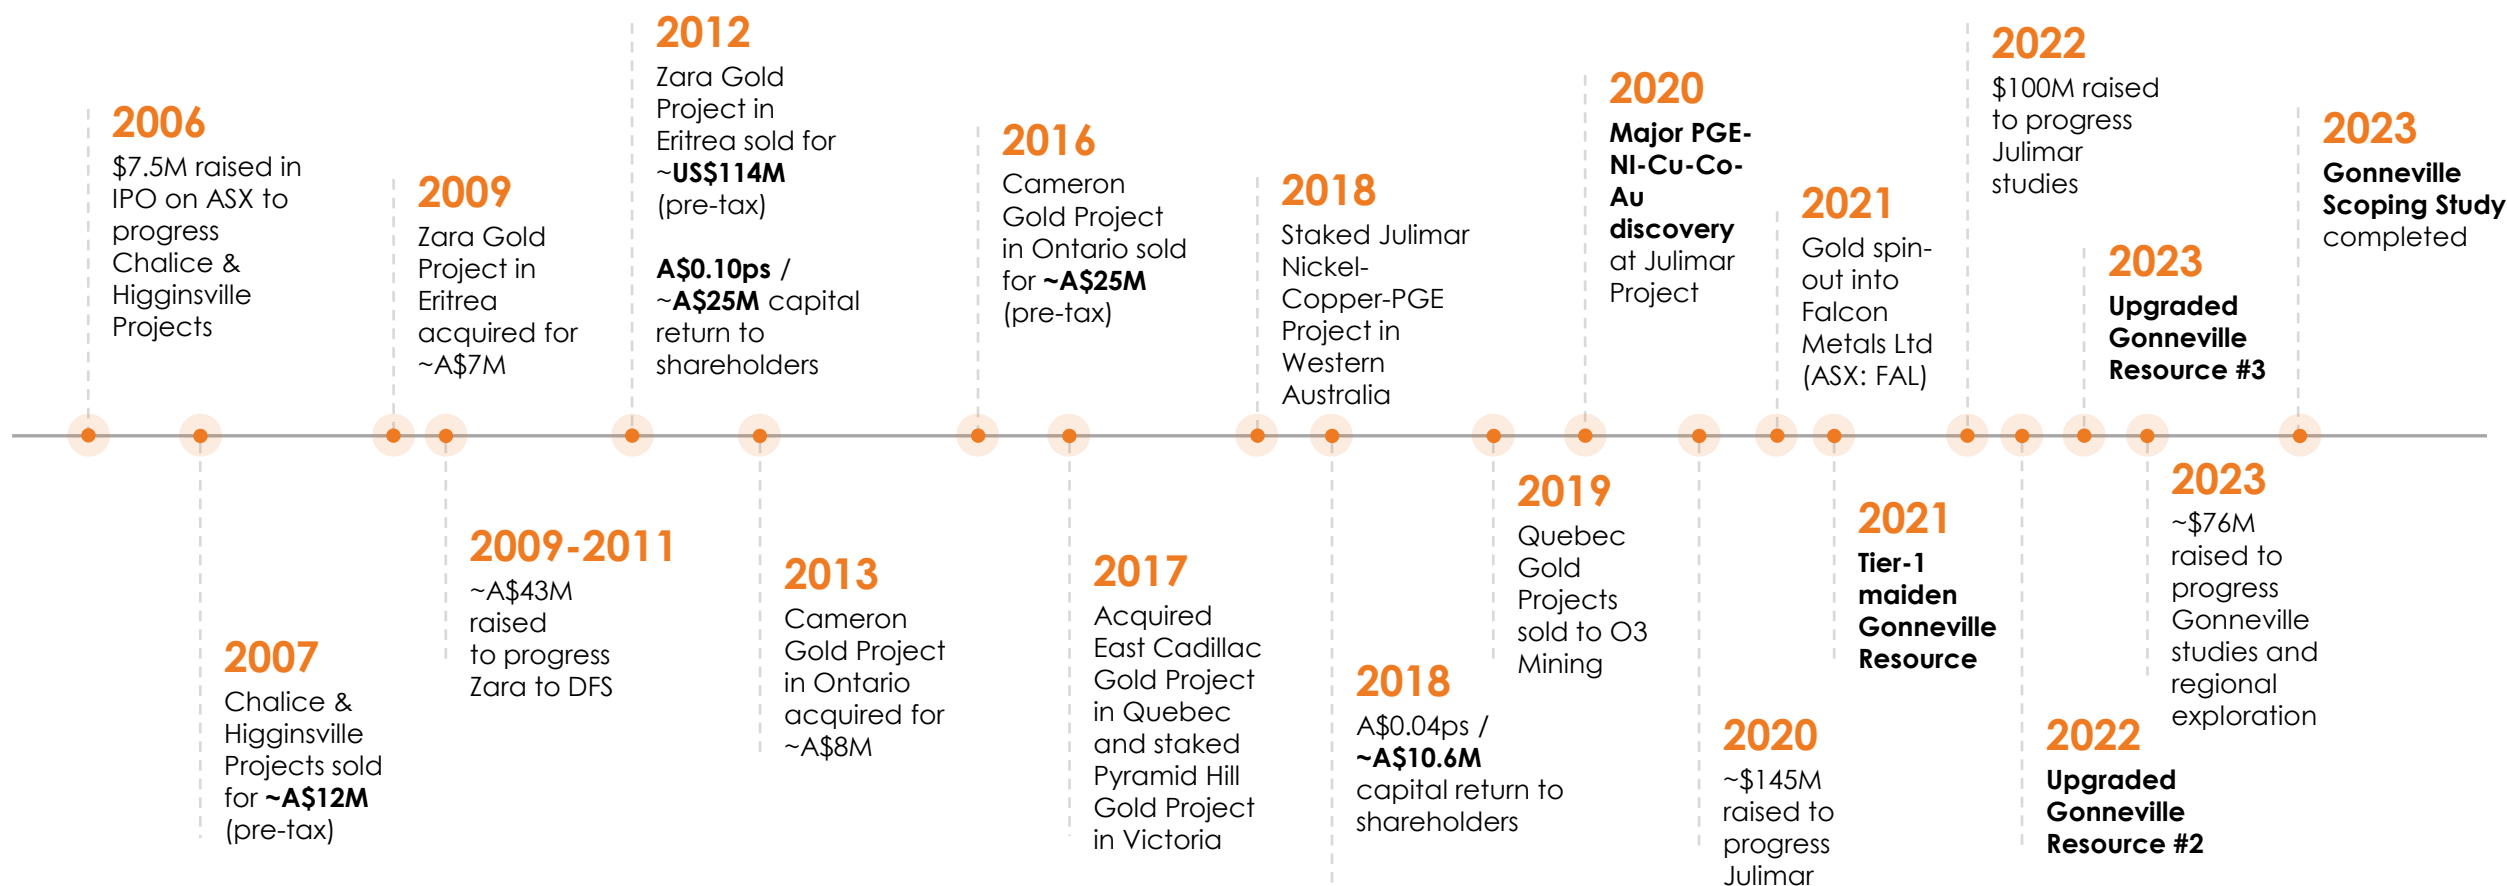 2006
$7.5M raised in
IPO on ASX to
progress
Chalice &
Higginsville
Projects
2007
Chalice &
Higginsville
Projects sold
for ~A$12M
(pre-tax)
2009
Zara Gold
Project in
Eritrea
acquired for
~A$7M
2009-2011
~A$43M
raised
to progress
Zara to DFS
2012
Zara Gold
Project in
Eritrea sold for
~US$114M
(pre-tax)
A$0.10ps /
~A$25M capital
return to
shareholders
2013
Cameron
Gold Project
in Ontario
acquired for
~A$8M
2016
Cameron
Gold Project
in Ontario sold
for ~A$25M
(pre-tax)
2017
Acquired
East Cadillac
Gold Project
in Quebec
and staked
Pyramid Hill
Gold Project
in Victoria
2018
Staked Julimar
Nickel-
Copper-PGE
Project in
Western
Australia
2018
A$0.04ps /
~A$10.6M
capital return to
shareholders
2019
Quebec
Gold
Projects
sold to O3
Mining
2020
Major PGE-
NI-Cu-Co-
Au
discovery
at Julimar
Project
2020
~$145M
raised to
progress
Julimar
2021
Gold spin-
out into
Falcon
Metals Ltd
(ASX: FAL)
2021
Tier-1
maiden
Gonneville
Resource
2022
$100M raised
to progress
Julimar
studies
2022
Upgraded
Gonneville
Resource #2
2023
Upgraded
Gonneville
Resource #3
2023
~$76M
raised to
progress
Gonneville
studies and
regional
exploration
2023
Gonneville
Scoping Study
completed